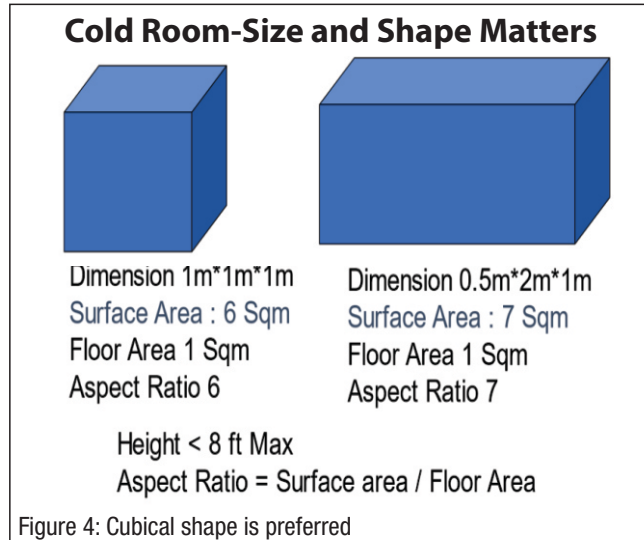 Cold Room-Size and Shape Matters
Dimension 1m*1m*1m
Surface Area : 6 Sqm
Floor Area 1 Sqm
Aspect Ratio 6
Dimension 0.5m*2m*1m
Surface Area : 7 Sqm
Floor Area 1 Sqm
Aspect Ratio 7
Height < 8 ft Max
Aspect Ratio = Surface area / Floor Area
Figure 4: Cubical shape is preferred